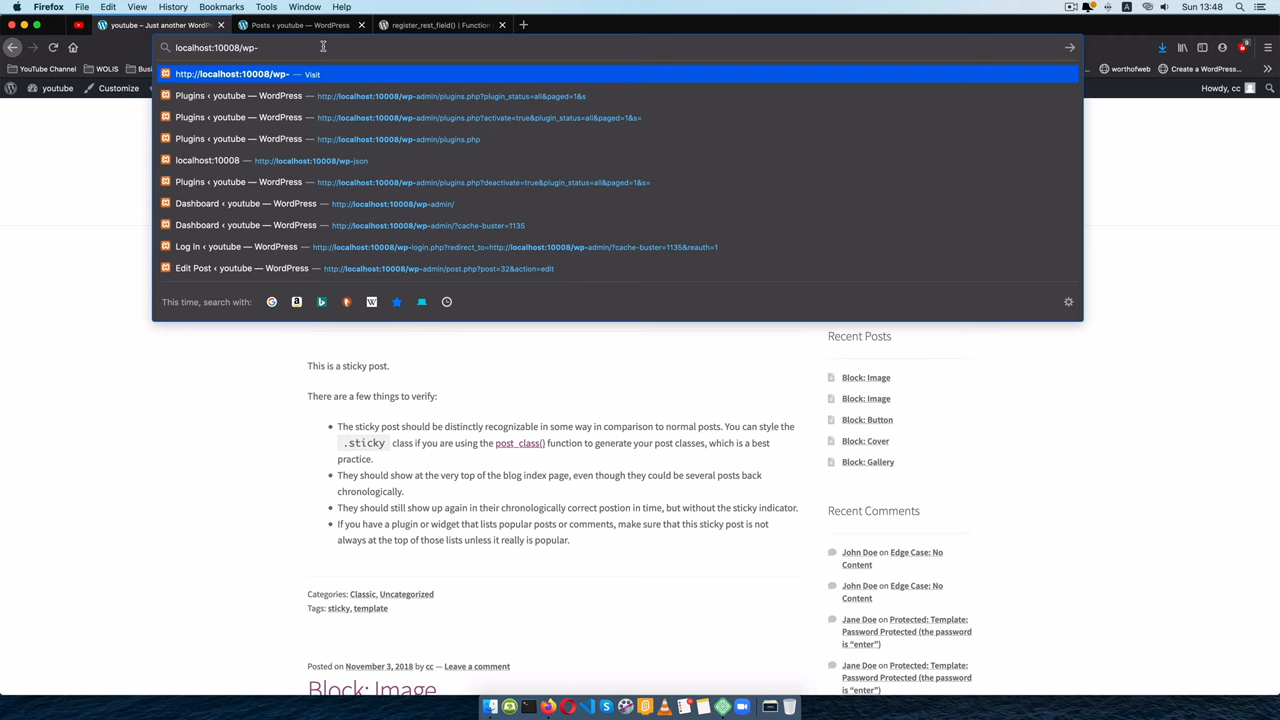 Firefox File Edit View History Bookmarks Tools Window Help Sun 13:48
youtube – Just another WordPr
Posts ‹ youtube — WordPress
register_rest_field() | Function
localhost:10008/wp-
http://localhost:10008/wp- — Visit
Plugins ‹ youtube — WordPress — http://localhost:10008/wp-admin/plugins.php?plugin_status=all&paged=1&s
Plugins ‹ youtube — WordPress — http://localhost:10008/wp-admin/plugins.php?activate=true&plugin_status=all&paged=1&s=
Plugins ‹ youtube — WordPress — http://localhost:10008/wp-admin/plugins.php
localhost:10008 — http://localhost:10008/wp-json
Plugins ‹ youtube — WordPress — http://localhost:10008/wp-admin/plugins.php?deactivate=true&plugin_status=all&paged=1&s=
Dashboard ‹ youtube — WordPress — http://localhost:10008/wp-admin/
Dashboard ‹ youtube — WordPress — http://localhost:10008/wp-admin/?cache-buster=1135
Log In ‹ youtube — WordPress — http://localhost:10008/wp-login.php?redirect_to=http://localhost:10008/wp-admin/?cache-buster=1135&reauth=1
Edit Post ‹ youtube — WordPress — http://localhost:10008/wp-admin/post.php?post=32&action=edit
This time, search with:
YouTube Channel WOLIS Devel
worthofweb Create a WordPress...
youtube Customize
Howdy, cc
This is a sticky post.
There are a few things to verify:
The sticky post should be distinctly recognizable in some way in comparison to normal posts. You can style the
.sticky class if you are using the post_class() function to generate your post classes, which is a best
practice.
They should show at the very top of the blog index page, even though they could be several posts back
chronologically.
They should still show up again in their chronologically correct postion in time, but without the sticky indicator.
If you have a plugin or widget that lists popular posts or comments, make sure that this sticky post is not
always at the top of those lists unless it really is popular.
Categories: Classic, Uncategorized
Tags: sticky, template
Posted on November 3, 2018 by cc — Leave a comment
Block: Image
Recent Posts
Block: Image
Block: Image
Block: Button
Block: Cover
Block: Gallery
Recent Comments
John Doe on Edge Case: No
Content
John Doe on Edge Case: No
Content
Jane Doe on Protected: Template:
Password Protected (the password
is “enter”)
Jane Doe on Protected: Template:
Password Protected (the password
is “enter”)